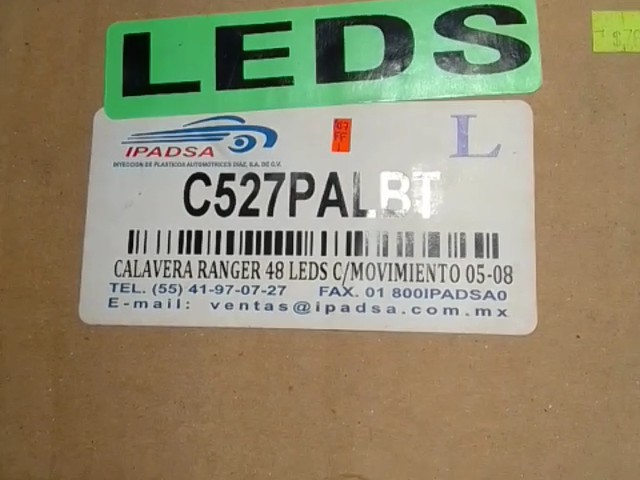 LEDS
IPADSA
INYECCION DE PLASTICOS AUTOMOTRICES DIAZ, S.A. DE C.V.
L
C527PALBT
CALAVERA RANGER 48 LEDS C/MOVIMIENTO 05-08
TEL. (55) 41-97-07-27 FAX. 01 800IPADSA0
E-mail: ventas@ipadsa.com.mx